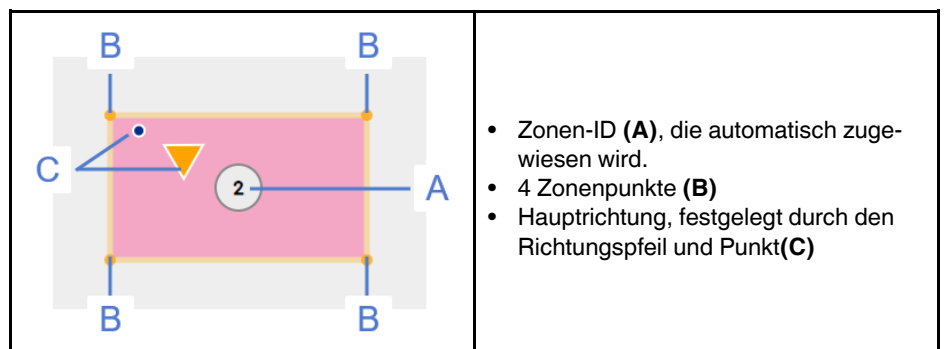 B
B
C
2
A
B
B
• Zonen-ID (A), die automatisch zuge-
wiesen wird.
• 4 Zonenpunkte (B)
• Hauptrichtung, festgelegt durch den
Richtungspfeil und Punkt(C)